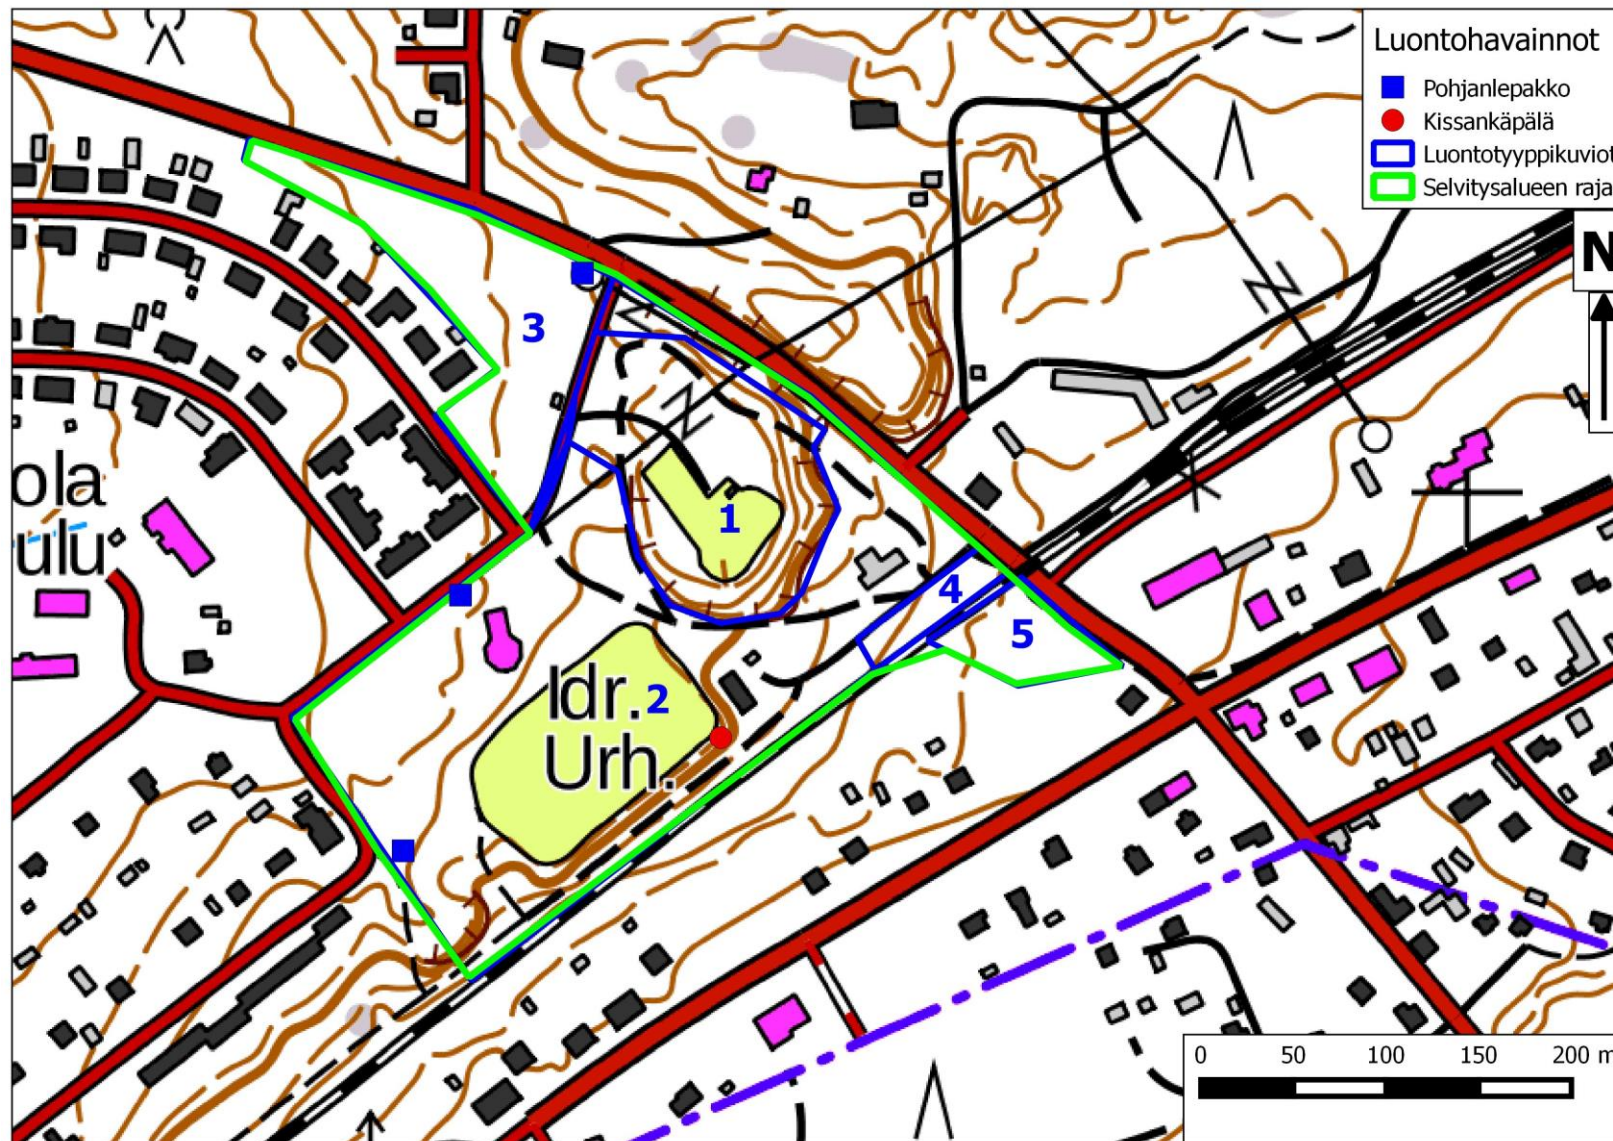 Luontohavainnot
Pohjanlepakko
Kissankäpälä
Luontotyyppikuviot
Selvitysalueen raja
N
3
ola
ulu
1
4
5
Idr. 2
Urh.
0 50 100 150 200 m